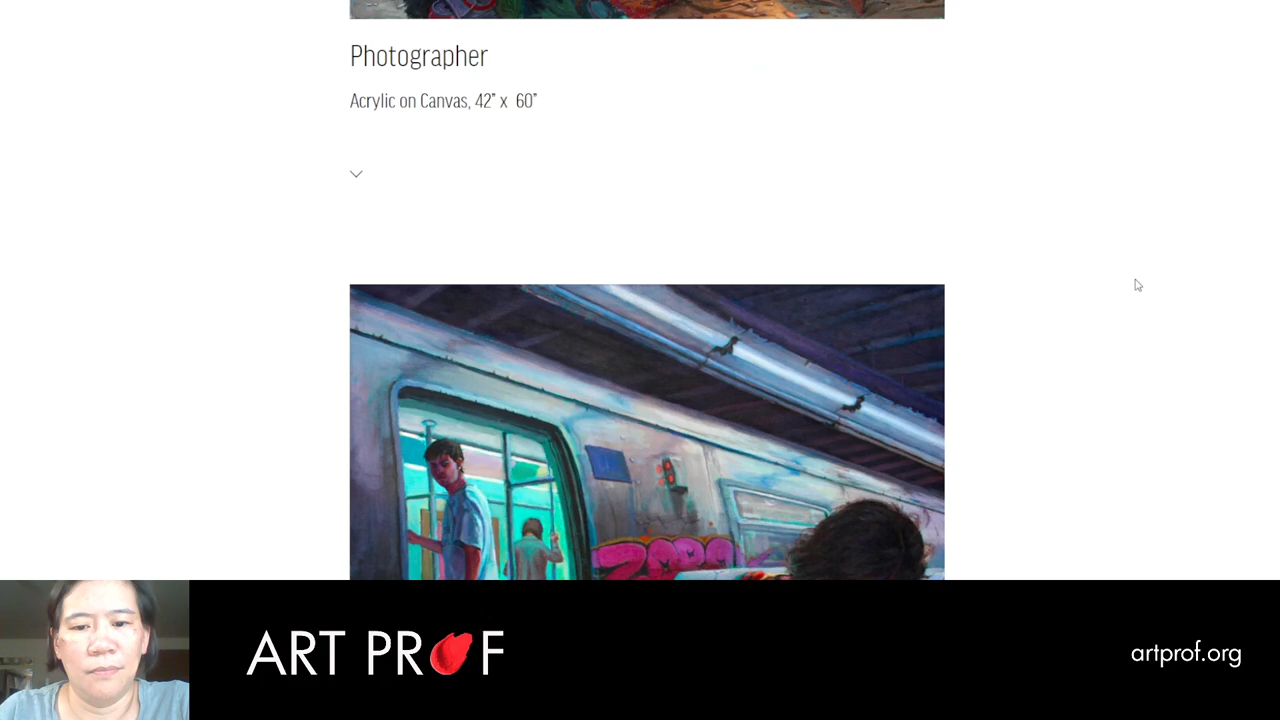 Photographer
Acrylic on Canvas, 42” x 60”
ART PROF
artprof.org